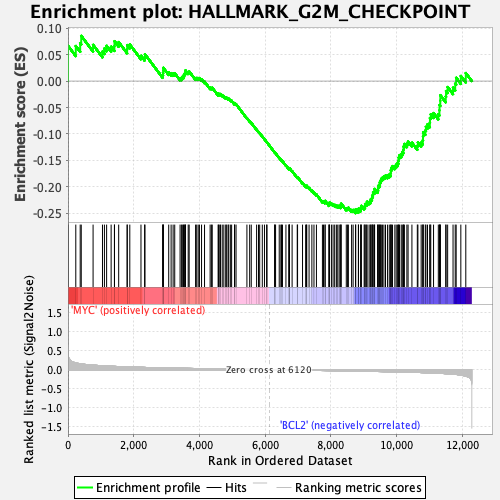 Enrichment plot: HALLMARK_G2M_CHECKPOINT
Enrichment score (ES)
0.10
0.05
0.00
-0.05
-0.10
-0.15
-0.20
-0.25
'MYC' (positively correlated)
Ranked list metric (Signal2Noise)
1.5
1.0
0.5
0.0
-0.5
-1.0
-1.5
Zero cross at 6120
'BCL2' (negatively correlated)
0
2,000
4,000
6,000
8,000
10,000
12,000
Rank in Ordered Dataset
Enrichment profile
Hits
Ranking metric scores